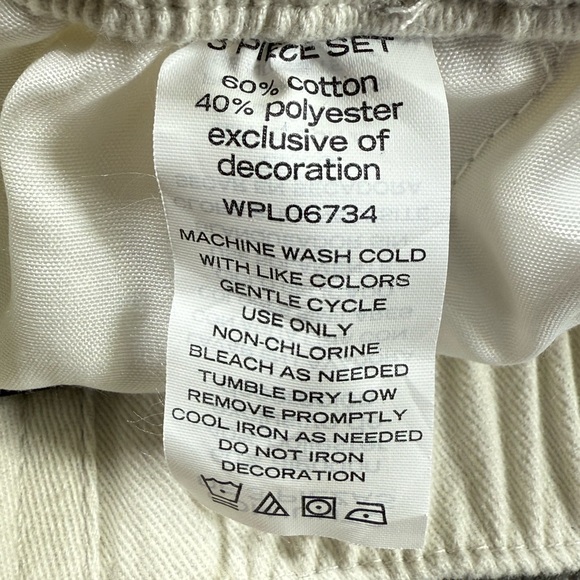 3 PIECE SET
60% cotton
40% polyester
exclusive of
decoration
WPL06734
MACHINE WASH COLD
WITH LIKE COLORS
GENTLE CYCLE
USE ONLY
NON-CHLORINE
BLEACH AS NEEDED
TUMBLE DRY LOW
REMOVE PROMPTLY
COOL IRON AS NEEDED
DO NOT IRON
DECORATION